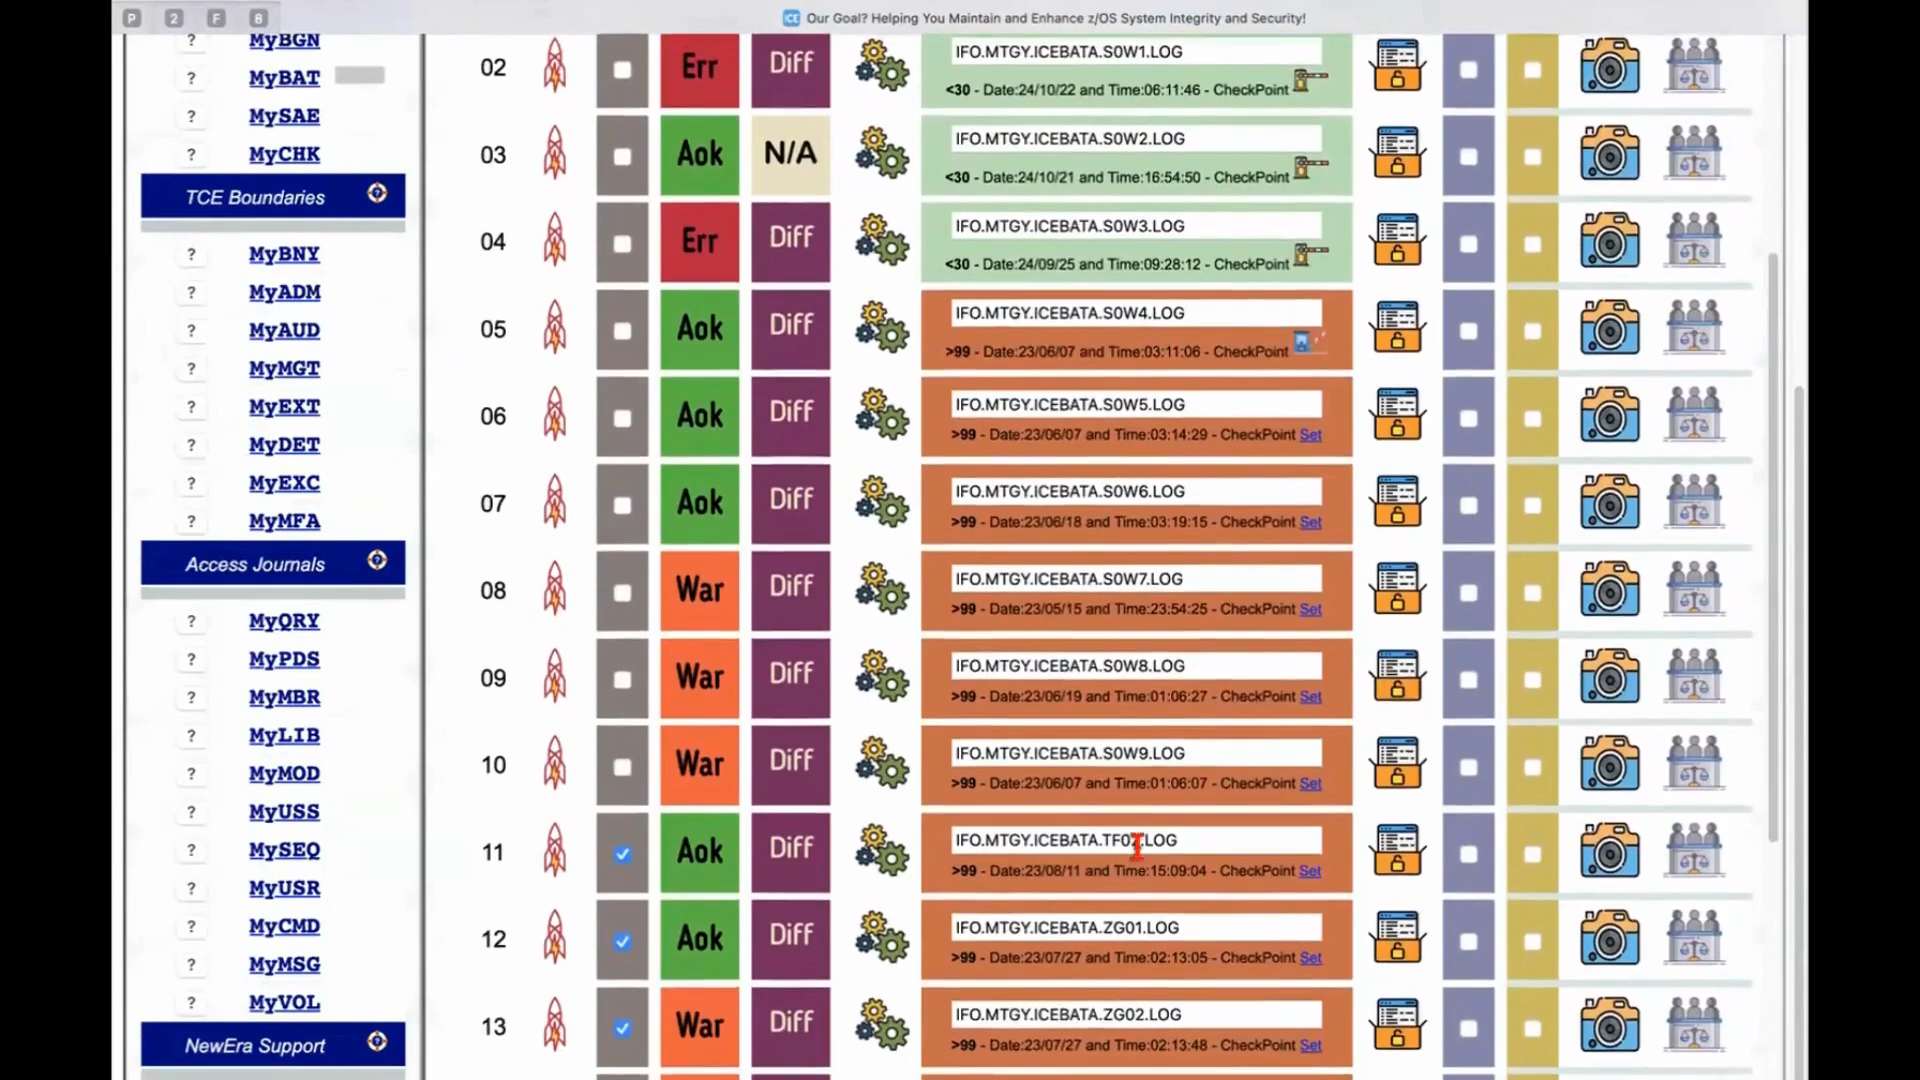 P 2 F 8
ICE Our Goal? Helping You Maintain and Enhance z/OS System Integrity and Security!
? MyBGN
? MyBAT
? MySAE
? MyCHK
TCE Boundaries
? MyBNY
? MyADM
? MyAUD
? MyMGT
? MyEXT
? MyDET
? MyEXC
? MyMFA
Access Journals
? MyQRY
? MyPDS
? MyMBR
? MyLIB
? MyMOD
? MyUSS
? MySEQ
? MyUSR
? MyCMD
? MyMSG
? MyVOL
NewEra Support
02 Err Diff IFO.MTGY.ICEBATA.S0W1.LOG
<30 - Date:24/10/22 and Time:06:11:46 - CheckPoint
03 Aok N/A IFO.MTGY.ICEBATA.S0W2.LOG
<30 - Date:24/10/21 and Time:16:54:50 - CheckPoint
04 Err Diff IFO.MTGY.ICEBATA.S0W3.LOG
<30 - Date:24/09/25 and Time:09:28:12 - CheckPoint
05 Aok Diff IFO.MTGY.ICEBATA.S0W4.LOG
>99 - Date:23/06/07 and Time:03:11:06 - CheckPoint
06 Aok Diff IFO.MTGY.ICEBATA.S0W5.LOG
>99 - Date:23/06/07 and Time:03:14:29 - CheckPoint Set
07 Aok Diff IFO.MTGY.ICEBATA.S0W6.LOG
>99 - Date:23/06/18 and Time:03:19:15 - CheckPoint Set
08 War Diff IFO.MTGY.ICEBATA.S0W7.LOG
>99 - Date:23/05/15 and Time:23:54:25 - CheckPoint Set
09 War Diff IFO.MTGY.ICEBATA.S0W8.LOG
>99 - Date:23/06/19 and Time:01:06:27 - CheckPoint Set
10 War Diff IFO.MTGY.ICEBATA.S0W9.LOG
>99 - Date:23/06/07 and Time:01:06:07 - CheckPoint Set
11 Aok Diff IFO.MTGY.ICEBATA.TF02.LOG
>99 - Date:23/08/11 and Time:15:09:04 - CheckPoint Set
12 Aok Diff IFO.MTGY.ICEBATA.ZG01.LOG
>99 - Date:23/07/27 and Time:02:13:05 - CheckPoint Set
13 War Diff IFO.MTGY.ICEBATA.ZG02.LOG
>99 - Date:23/07/27 and Time:02:13:48 - CheckPoint Set